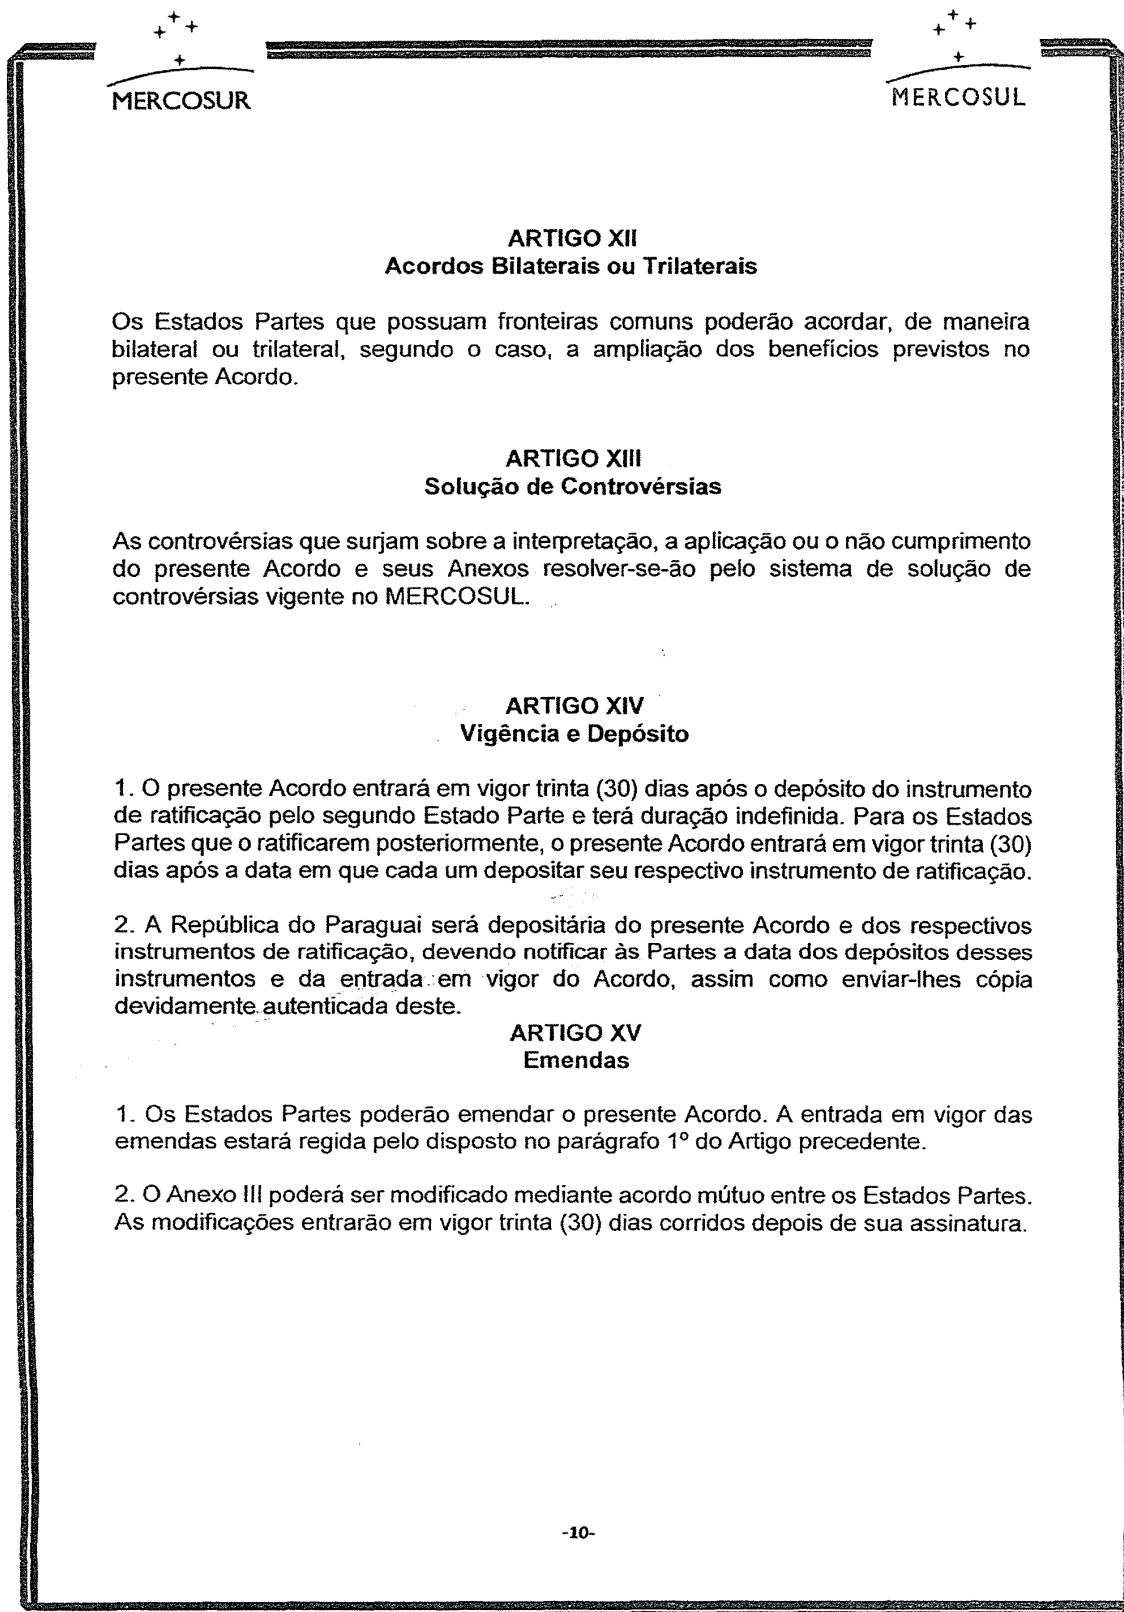 MERCOSUR
MERCOSUL
ARTIGO XII
Acordos Bilaterais ou Trilaterais
Os Estados Partes que possuam fronteiras comuns poderão acordar, de maneira
bilateral ou trilateral, segundo o caso, a ampliação dos benefícios previstos no
presente Acordo.
ARTIGO XIII
Solução de Controvérsias
As controvérsias que surjam sobre a interpretação, a aplicação ou o não cumprimento
do presente Acordo e seus Anexos resolver-se-ão pelo sistema de solução de
controvérsias vigente no MERCOSUL.
ARTIGO XIV
Vigência e Depósito
1. O presente Acordo entrará em vigor trinta (30) dias após o depósito do instrumento
de ratificação pelo segundo Estado Parte e terá duração indefinida. Para os Estados
Partes que o ratificarem posteriormente, o presente Acordo entrará em vigor trinta (30)
dias após a data em que cada um depositar seu respectivo instrumento de ratificação.
2. A República do Paraguai será depositária do presente Acordo e dos respectivos
instrumentos de ratificação, devendo notificar às Partes a data dos depósitos desses
instrumentos e da entrada em vigor do Acordo, assim como enviar-lhes cópia
devidamente autenticada deste.
ARTIGO XV
Emendas
1. Os Estados Partes poderão emendar o presente Acordo. A entrada em vigor das
emendas estará regida pelo disposto no parágrafo 1º do Artigo precedente.
2. O Anexo III poderá ser modificado mediante acordo mútuo entre os Estados Partes.
As modificações entrarão em vigor trinta (30) dias corridos depois de sua assinatura.
-10-